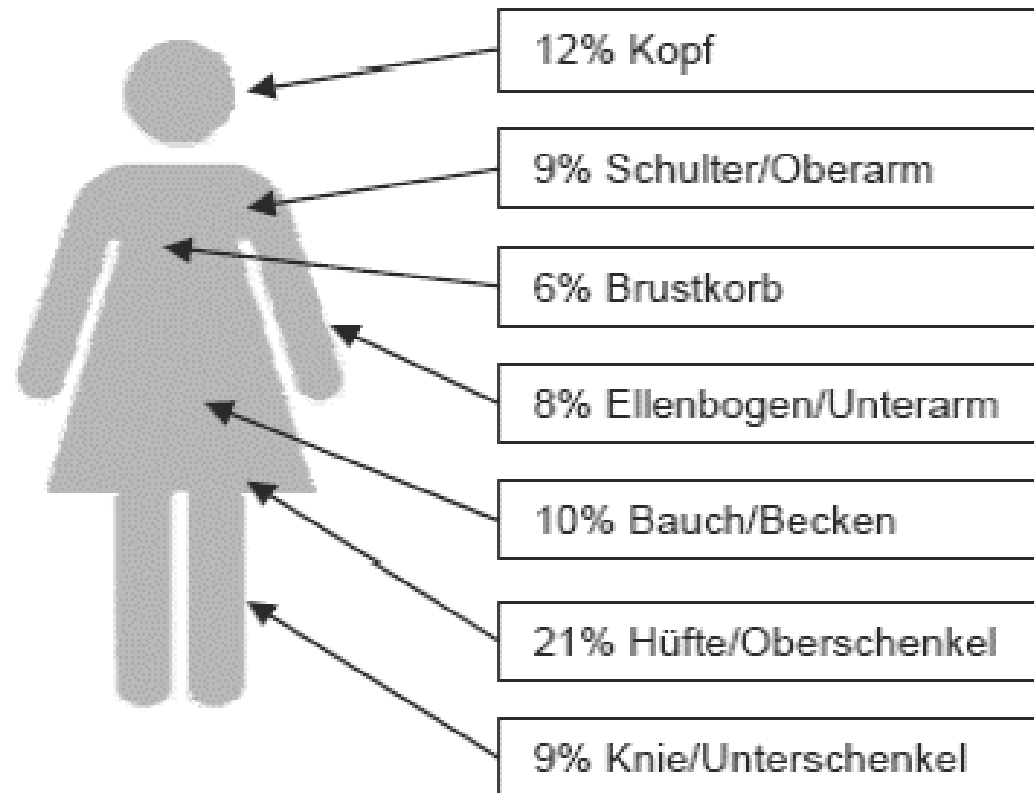 12% Kopf
9% Schulter/Oberarm
6% Brustkorb
8% Ellenbogen/Unterarm
10% Bauch/Becken
21% Hüfte/Oberschenkel
9% Knie/Unterschenkel